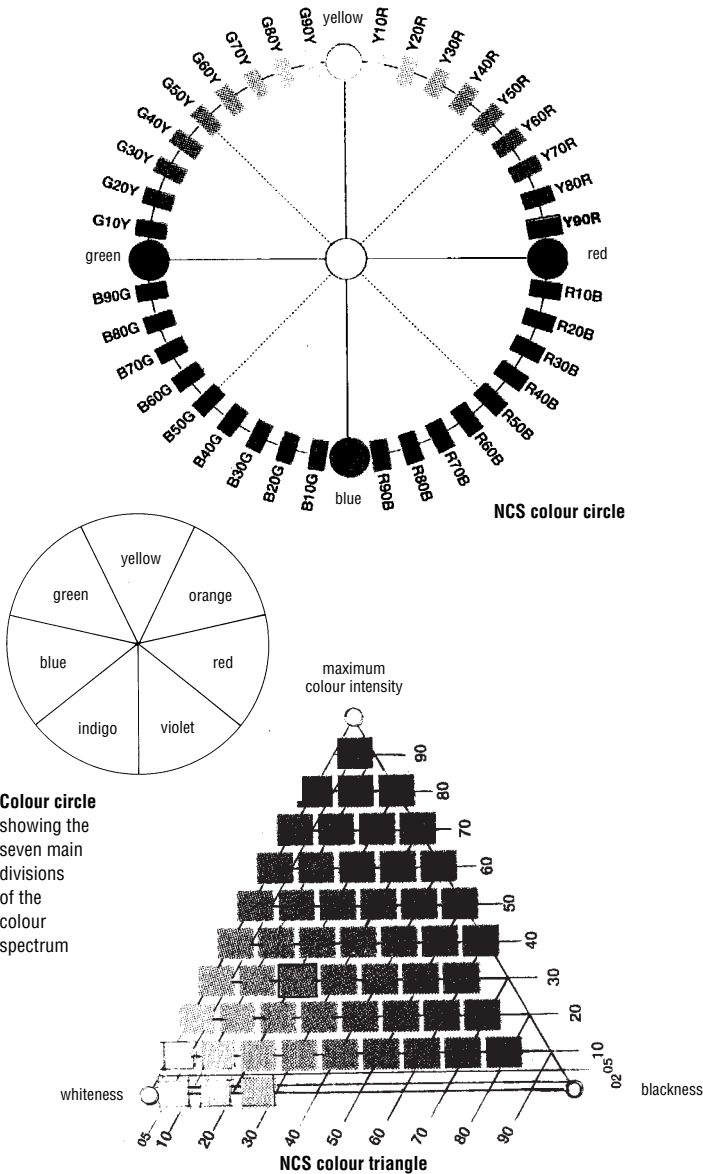 yellow
G90Y
G80Y
G70Y
G60Y
G50Y
G40Y
G30Y
G20Y
G10Y
Y10R
Y20R
Y30R
Y40R
Y50R
Y60R
Y70R
Y80R
Y90R
green
red
B90G
B80G
B70G
B60G
B50G
B40G
B30G
B20G
B10G
R10B
R20B
R30B
R40B
R50B
R60B
R70B
R80B
R90B
blue
NCS colour circle
yellow
green
orange
blue
red
indigo
violet
Colour circle
showing the
seven main
divisions
of the
colour
spectrum
maximum
colour intensity
90
80
70
60
50
40
30
20
10
05
02
whiteness
blackness
05
10
20
30
40
50
60
70
80
90
NCS colour triangle